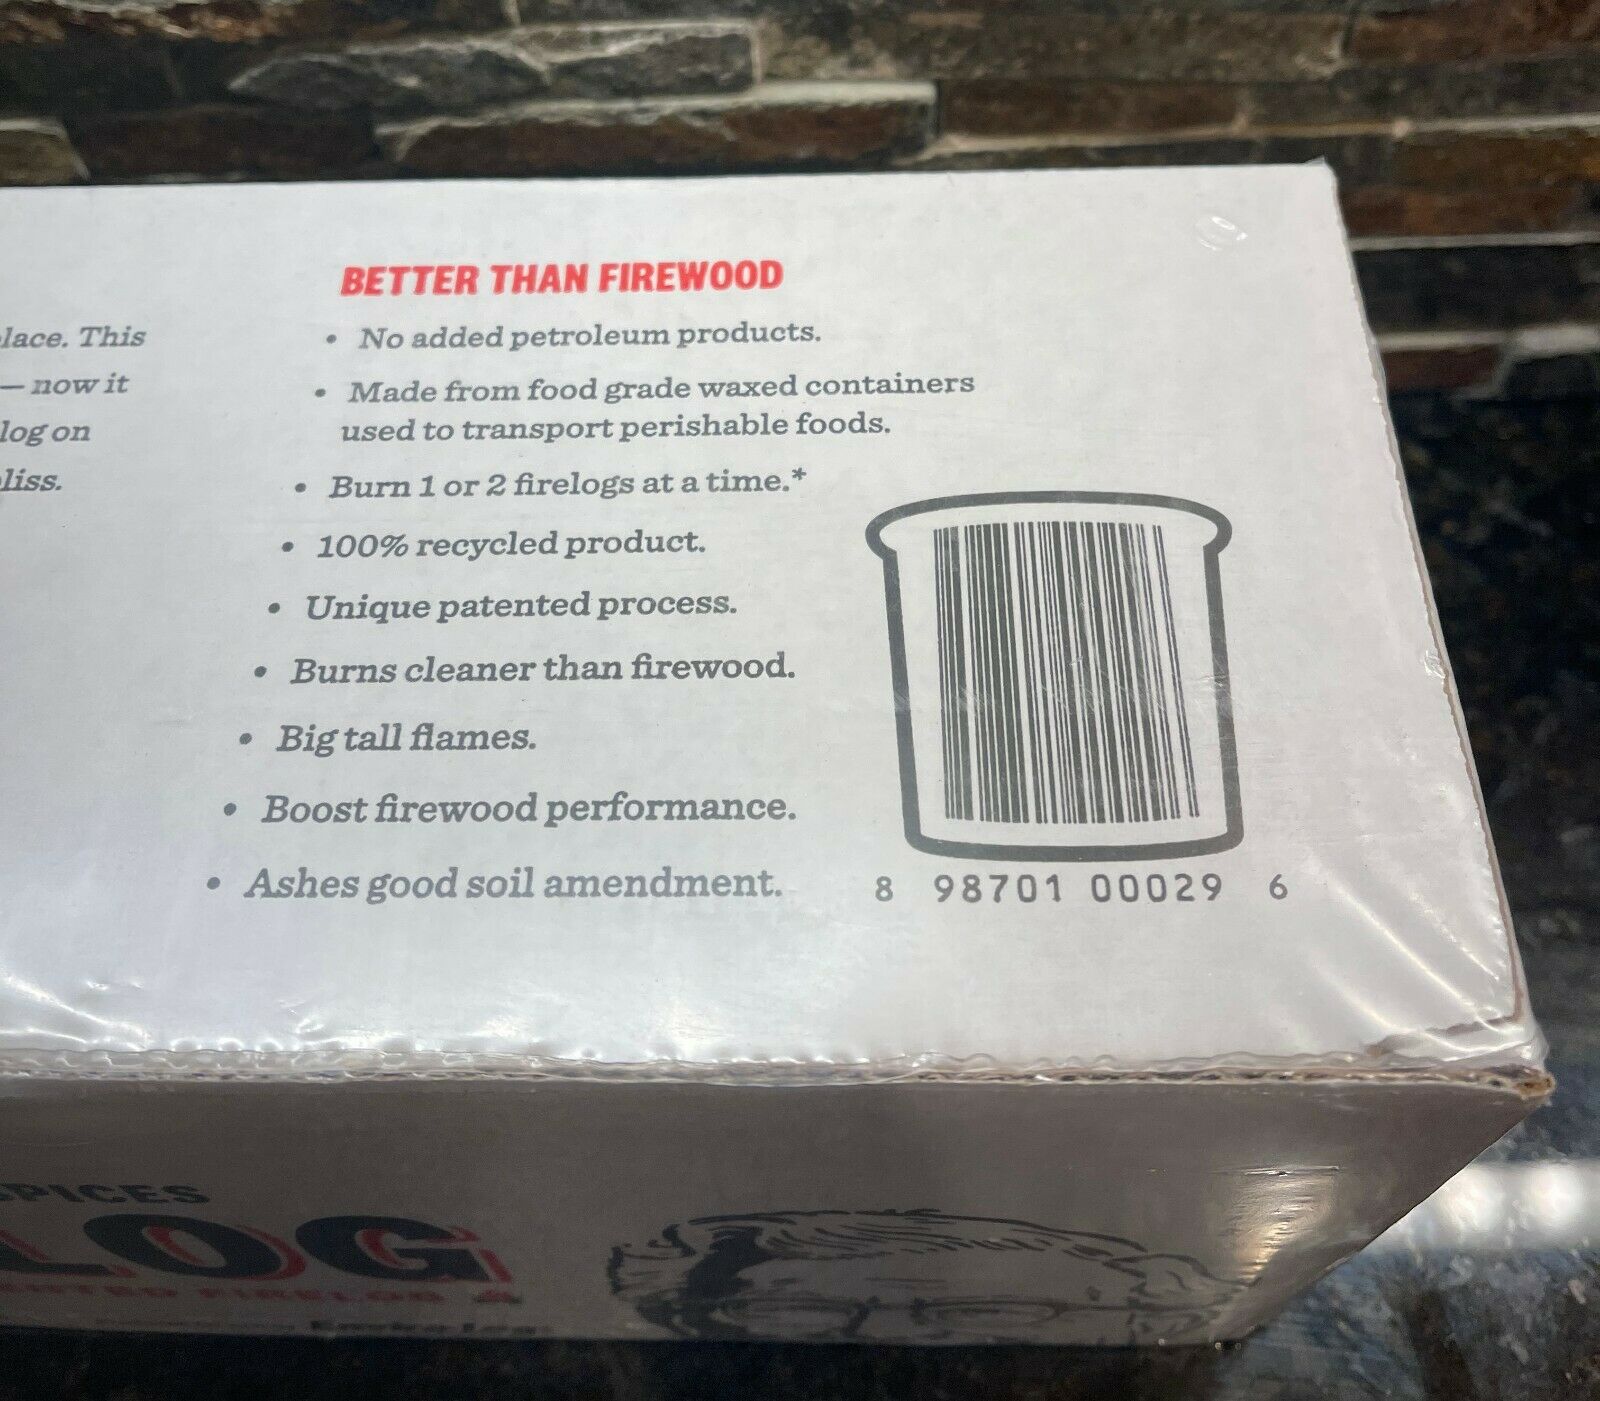 lace. This
— now it
log on
liss.
BETTER THAN FIREWOOD
• No added petroleum products.
• Made from food grade waxed containers
used to transport perishable foods.
• Burn 1 or 2 firelogs at a time.*
• 100% recycled product.
• Unique patented process.
• Burns cleaner than firewood.
• Big tall flames.
• Boost firewood performance.
• Ashes good soil amendment.
8 98701 00029 6
SPICES
LOG
FIRELOG
Enviro-Log